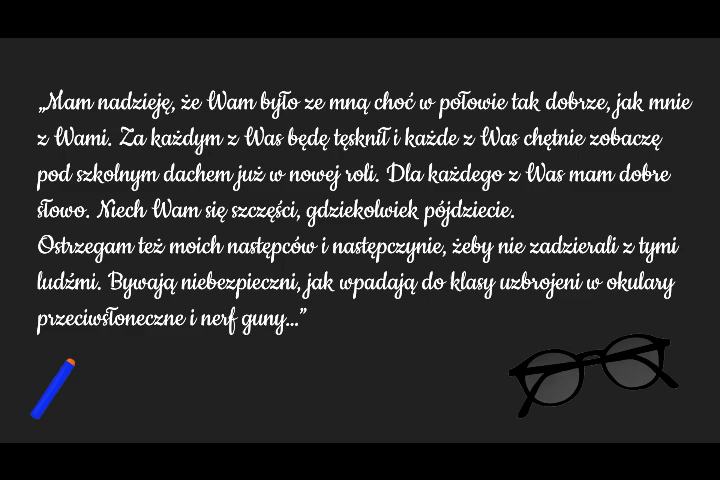 „Mam nadzieję, że Wam było ze mną choć w połowie tak dobrze, jak mnie
z Wami. Za każdym z Was będę tęsknił i każde z Was chętnie zobaczę
pod szkolnym dachem już w nowej roli. Dla każdego z Was mam dobre
słowo. Niech Wam się szczęści, gdziekolwiek pójdziecie.
Ostrzegam też moich następców i następczynie, żeby nie zadzierali z tymi
ludźmi. Bywają niebezpieczni, jak wpadają do klasy uzbrojeni w okulary
przeciwsłoneczne i nerf guny...”